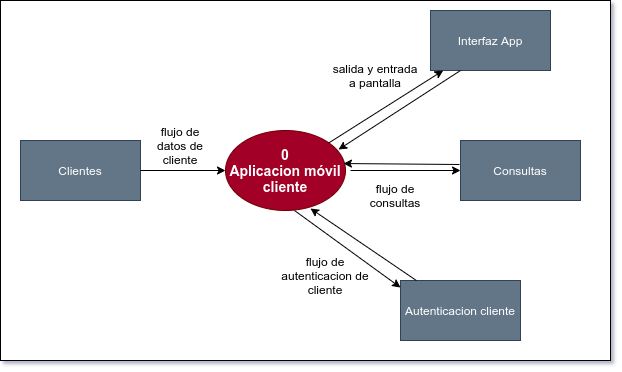 Interfaz App
salida y entrada
a pantalla
flujo de
datos de
cliente
Clientes
0
Aplicacion móvil
cliente
Consultas
flujo de
consultas
flujo de
autenticacion de
cliente
Autenticacion cliente